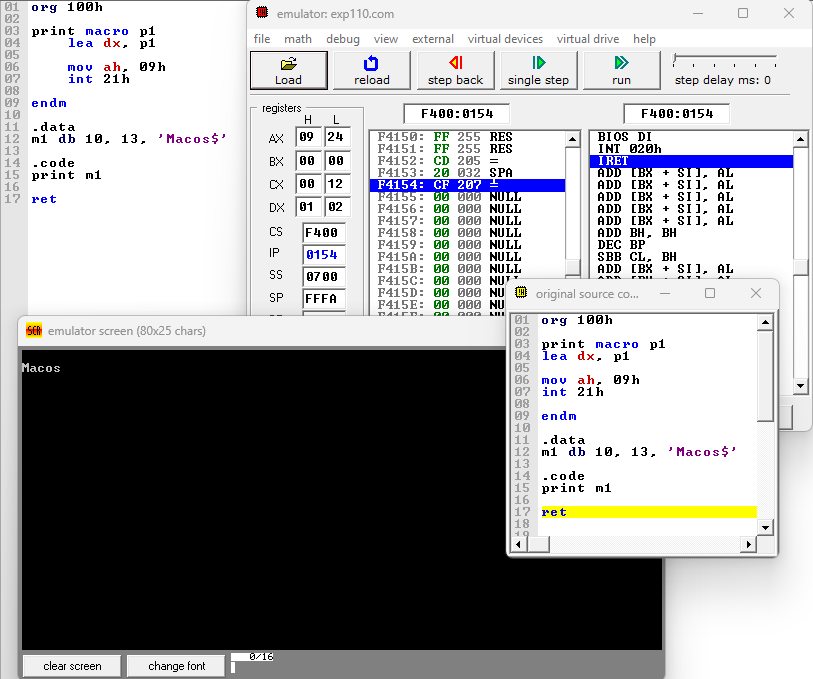 01 org 100h
02
03 print macro p1
04 lea dx, p1
05
06 mov ah, 09h
07 int 21h
08
09 endm
10
11 .data
12 m1 db 10, 13, 'Macos$'
13
14 .code
15 print m1
16
17 ret
emulator: exp110.com
file math debug view external virtual devices virtual drive help
Load reload step back single step run step delay ms: 0
registers
H L
AX 09 24
BX 00 00
CX 00 12
DX 01 02
CS F400
IP 0154
SS 0700
SP FFFA
F400:0154
F4150: FF 255 RES
F4151: FF 255 RES
F4152: CD 205 =
F4153: 20 032 SPA
F4154: CF 207 ╧
F4155: 00 000 NULL
F4156: 00 000 NULL
F4157: 00 000 NULL
F4158: 00 000 NULL
F4159: 00 000 NULL
F415A: 00 000 NULL
F415B: 00 000 NULL
F415C: 00 000 NULL
F415D: 00 000
F415E: 00 000
F400:0154
BIOS DI
INT 020h
IRET
ADD [BX + SI], AL
ADD [BX + SI], AL
ADD [BX + SI], AL
ADD [BX + SI], AL
ADD [BX + SI], AL
ADD BH, BH
DEC BP
SBB CL, BH
ADD [BX + SI], AL
original source co...
01 org 100h
02
03 print macro p1
04 lea dx, p1
05
06 mov ah, 09h
07 int 21h
08
09 endm
10
11 .data
12 m1 db 10, 13, 'Macos$'
13
14 .code
15 print m1
16
17 ret
18
SCR emulator screen (80x25 chars)
Macos
clear screen change font 0/16